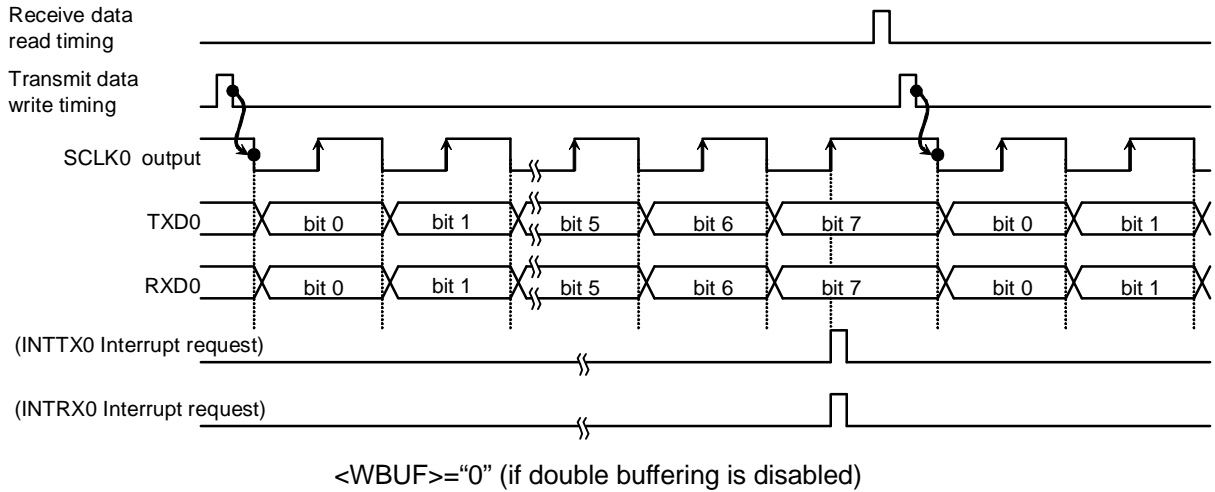 Receive data
read timing
Transmit data
write timing
SCLK0 output
TXD0 bit 0 bit 1 bit 5 bit 6 bit 7 bit 0 bit 1
RXD0 bit 0 bit 1 bit 5 bit 6 bit 7 bit 0 bit 1
(INTTX0 Interrupt request)
(INTRX0 Interrupt request)
<WBUF>=“0” (if double buffering is disabled)